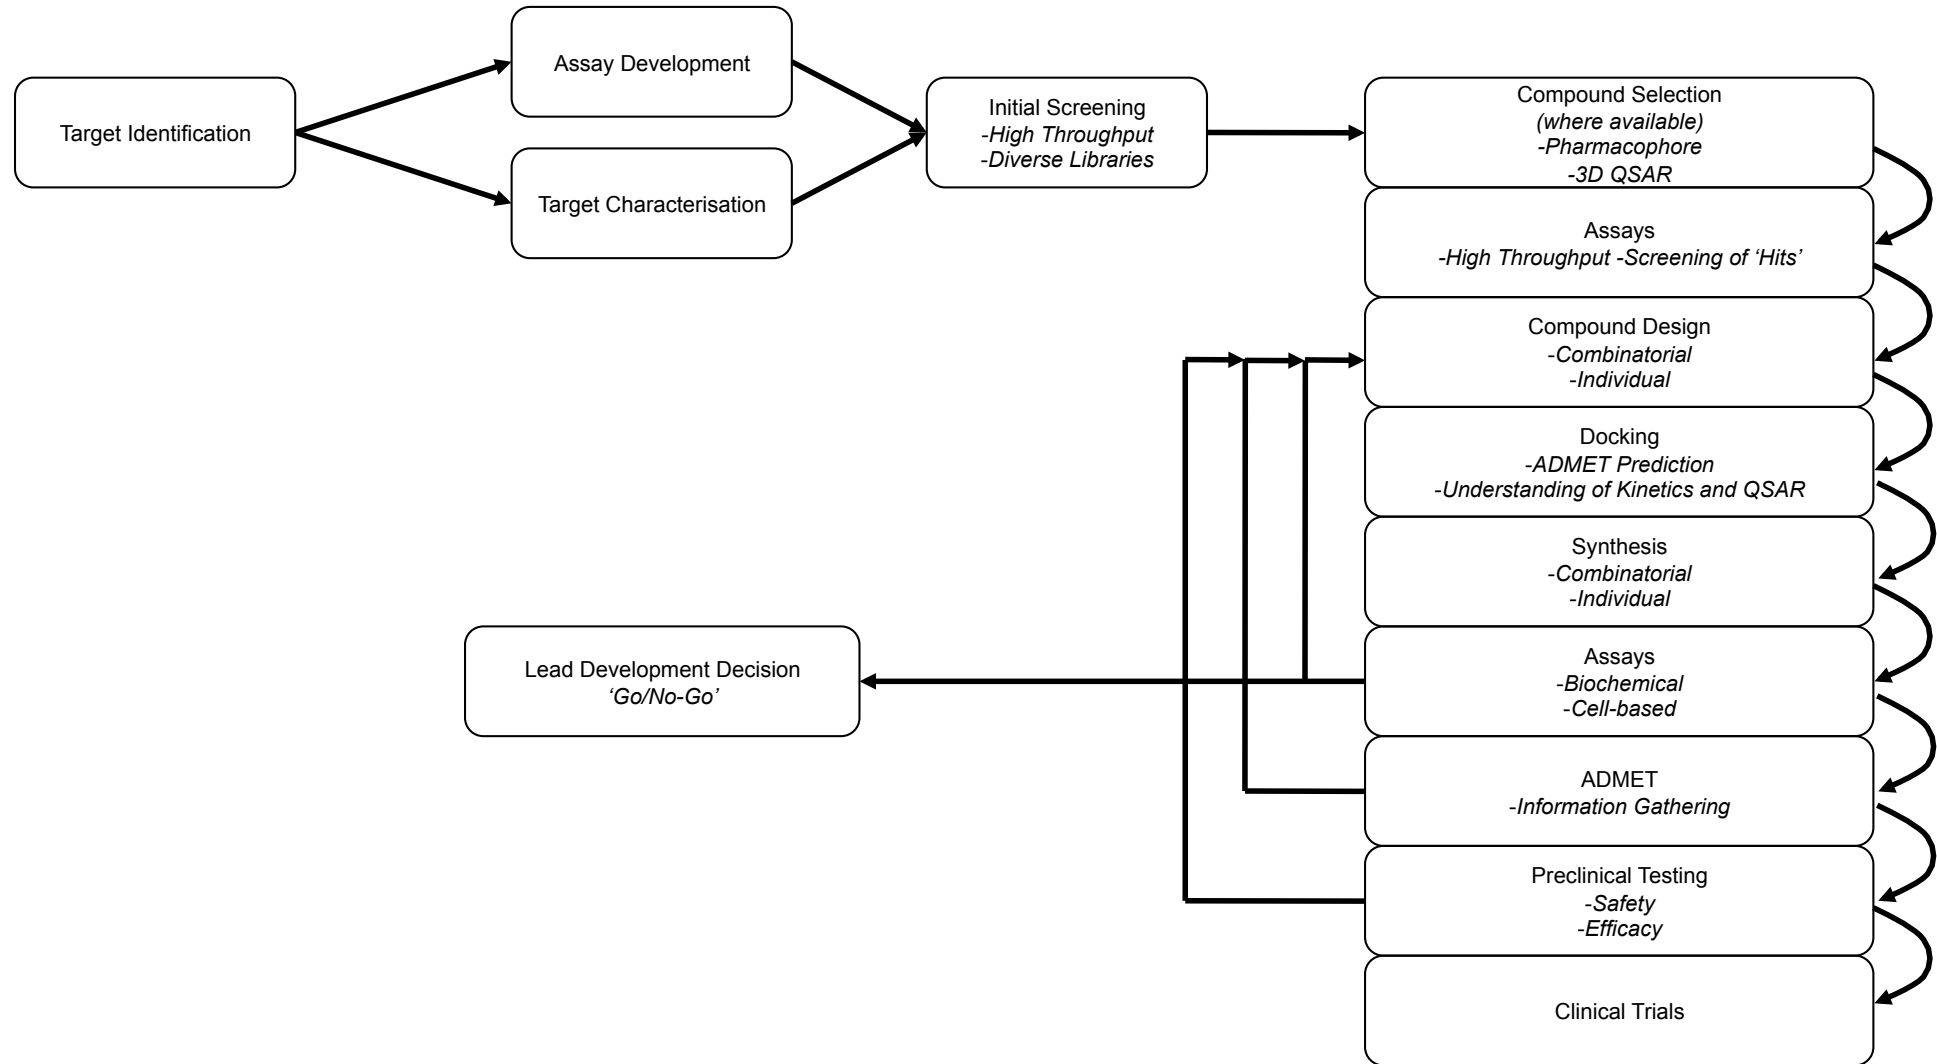 Target Identification
Assay Development
Target Characterisation
Initial Screening
-High Throughput
-Diverse Libraries
Compound Selection
(where available)
-Pharmacophore
-3D QSAR
Assays
-High Throughput -Screening of ‘Hits’
Compound Design
-Combinatorial
-Individual
Docking
-ADMET Prediction
-Understanding of Kinetics and QSAR
Synthesis
-Combinatorial
-Individual
Lead Development Decision
‘Go/No-Go’
Assays
-Biochemical
-Cell-based
ADMET
-Information Gathering
Preclinical Testing
-Safety
-Efficacy
Clinical Trials